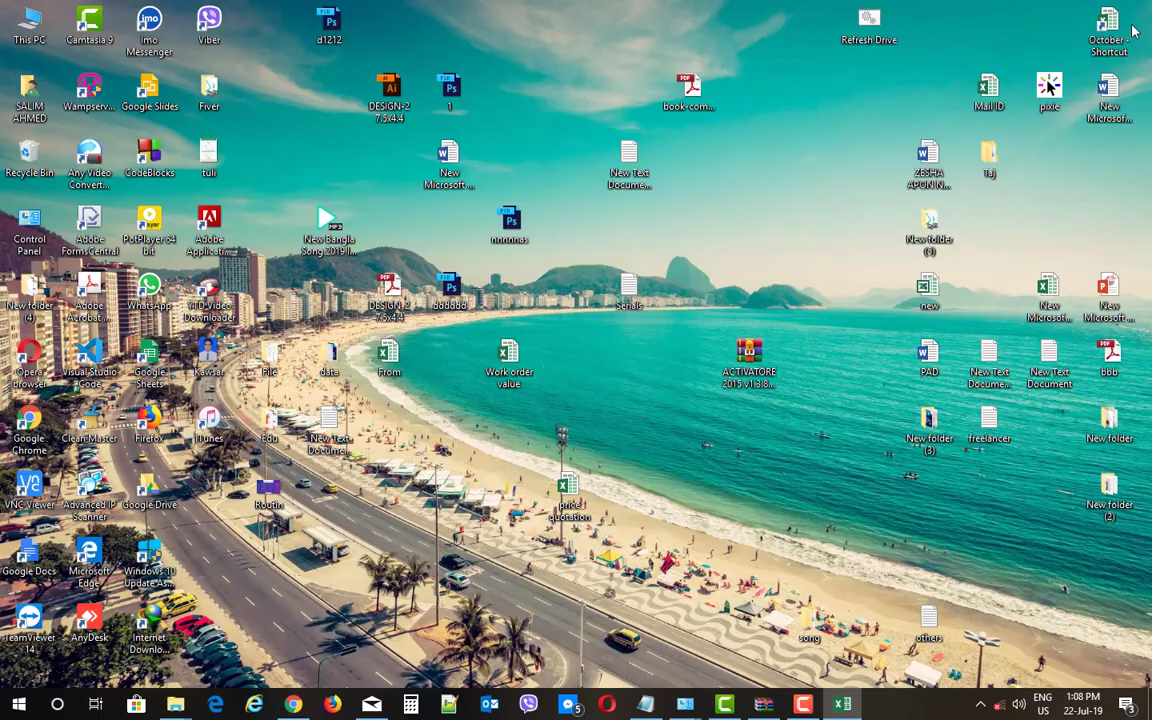 This PC
Camtasia 9
Imo
Messenger
Viber
d1212
Refresh Drive
October -
Shortcut
SALIM
AHMED
Wampserv...
Google Slides
Fiver
DESIGN-2
7.5x4.4
1
book-com...
Mail ID
pixie
New
Microsof...
Recycle Bin
Any Video
Convert...
CodeBlocks
tuli
New
Microsoft ...
New Text
Docume...
ZESHA
APON IN...
Taj
Control
Panel
Adobe
FormsCentral
PotPlayer 64
bit
Adobe
Applicati...
New Bangla
Song 2019 I...
nnnnnas
New folder
New folder
(4)
Adobe
Acrobat...
WhatsApp
YTD Video
Downloader
DESIGN-2
7.5x4.4
dddddd
Serials
new
New
Microsof...
New
Microsoft ...
Opera
browser
Visual Studio
Code
Google
Sheets
Kawsar...
File
data
From
Work order
value
ACTIVATORE
2015 v1.3.8...
PAD
New Text
Docume...
New Text
Document
bbb
Google
Chrome
Clean Master
Firefox
iTunes
Edu
New Text
Docume...
New folder
(3)
freelancer
New folder
VNC Viewer
Advanced IP
Scanner
Google Drive
Routin
price
quotation
New folder
(2)
Google Docs
Microsoft
Edge
Windows 10
Update As...
TeamViewer
14
AnyDesk
Internet
Downlo...
song
others
5
ENG
US
1:08 PM
22-Jul-19
3